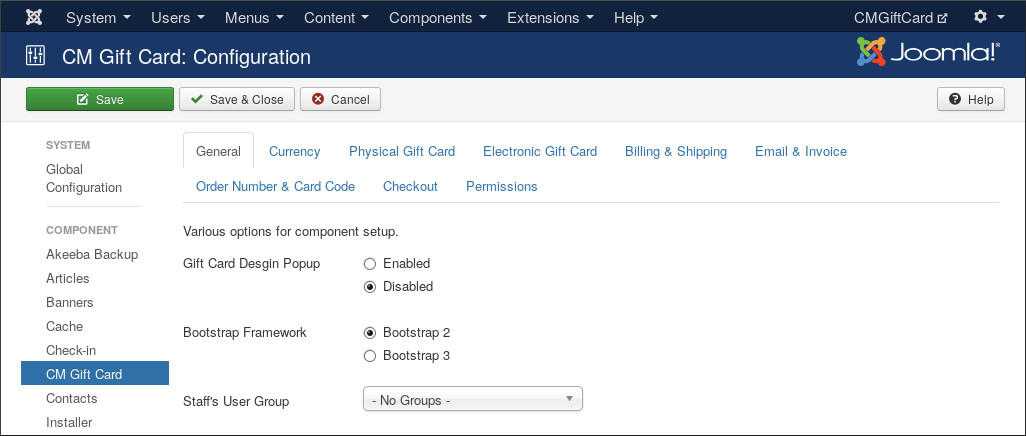 System Users Menus Content Components Extensions Help CMGiftCard
CM Gift Card: Configuration
Joomla!®
Save Save & Close Cancel Help
SYSTEM
Global
Configuration
COMPONENT
Akeeba Backup
Articles
Banners
Cache
Check-in
CM Gift Card
Contacts
Installer
General Currency Physical Gift Card Electronic Gift Card Billing & Shipping Email & Invoice
Order Number & Card Code Checkout Permissions
Various options for component setup.
Gift Card Desgin Popup Enabled
Disabled
Bootstrap Framework Bootstrap 2
Bootstrap 3
Staff's User Group - No Groups -